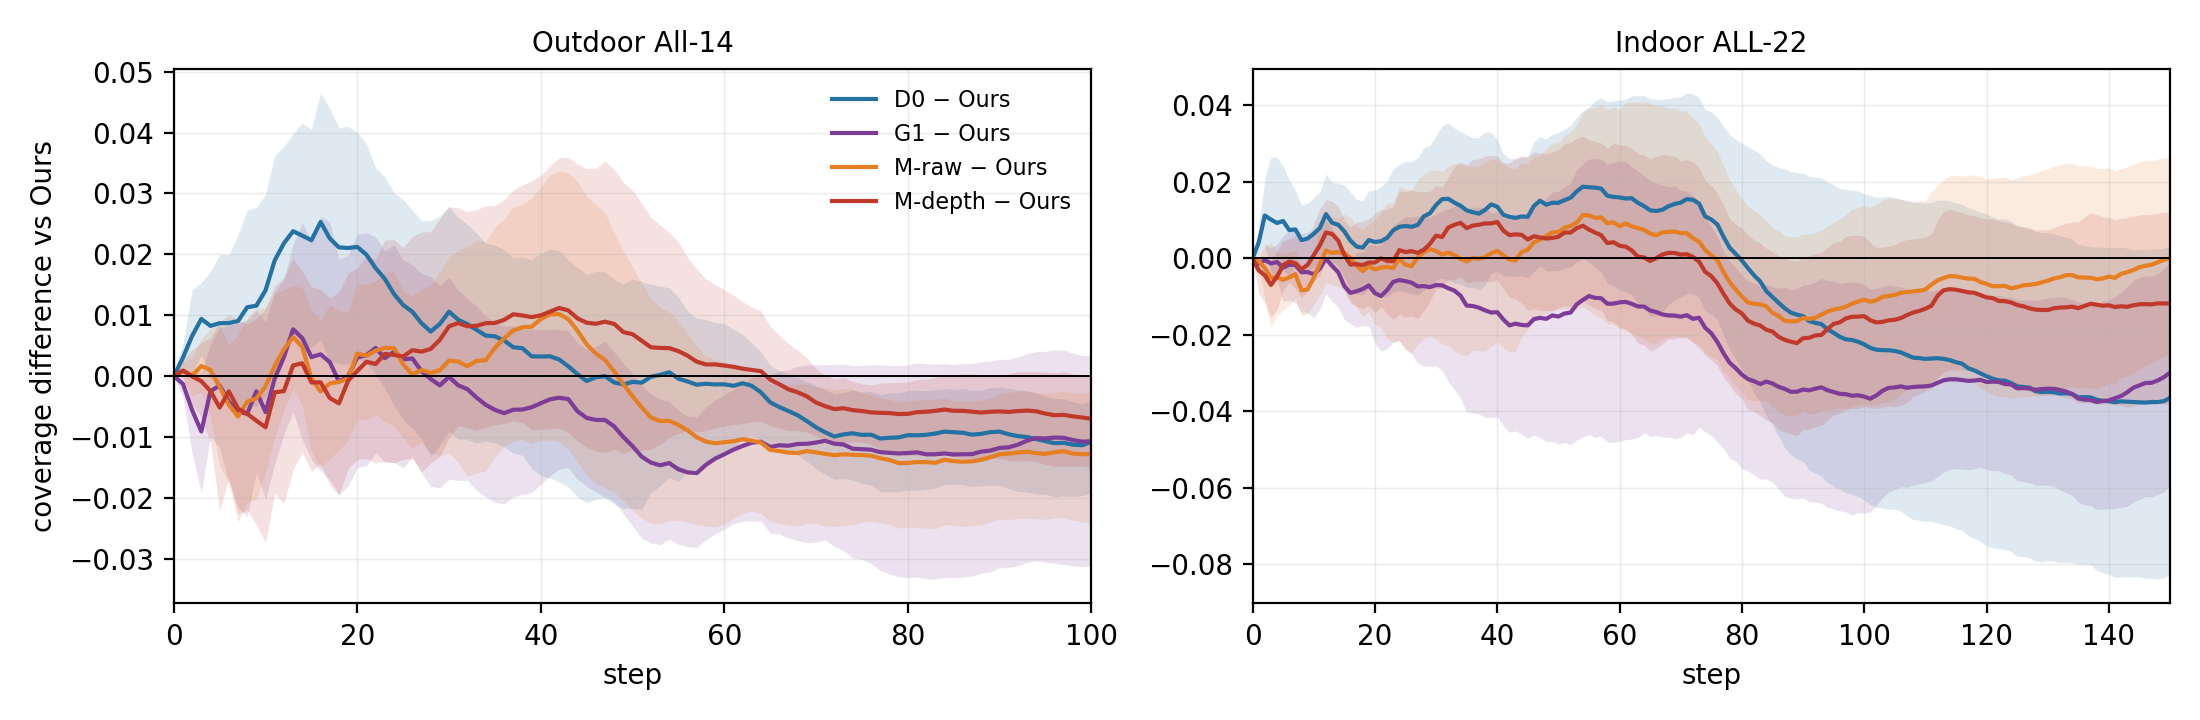 Outdoor All-14
coverage difference vs Ours
0.05
0.04
0.03
0.02
0.01
0.00
−0.01
−0.02
−0.03
D0 − Ours
G1 − Ours
M-raw − Ours
M-depth − Ours
0 20 40 60 80 100
step
Indoor ALL-22
0.04
0.02
0.00
−0.02
−0.04
−0.06
−0.08
0 20 40 60 80 100 120 140
step